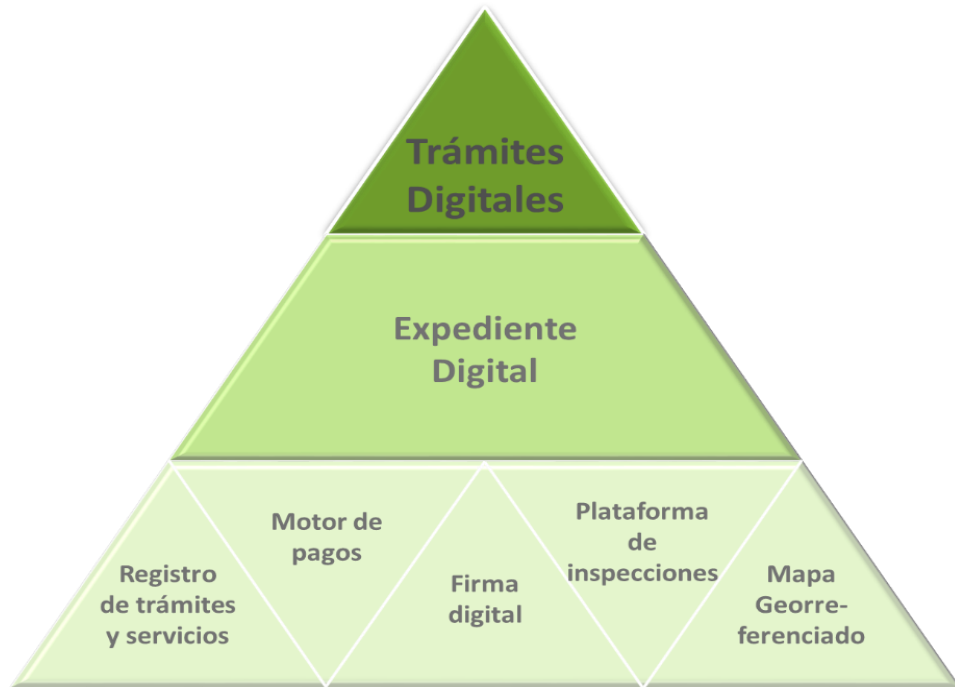 Trámites
Digitales
Expediente
Digital
Registro
de trámites
y servicios
Motor de
pagos
Firma
digital
Plataforma
de
inspecciones
Mapa
Georre-
ferenciado